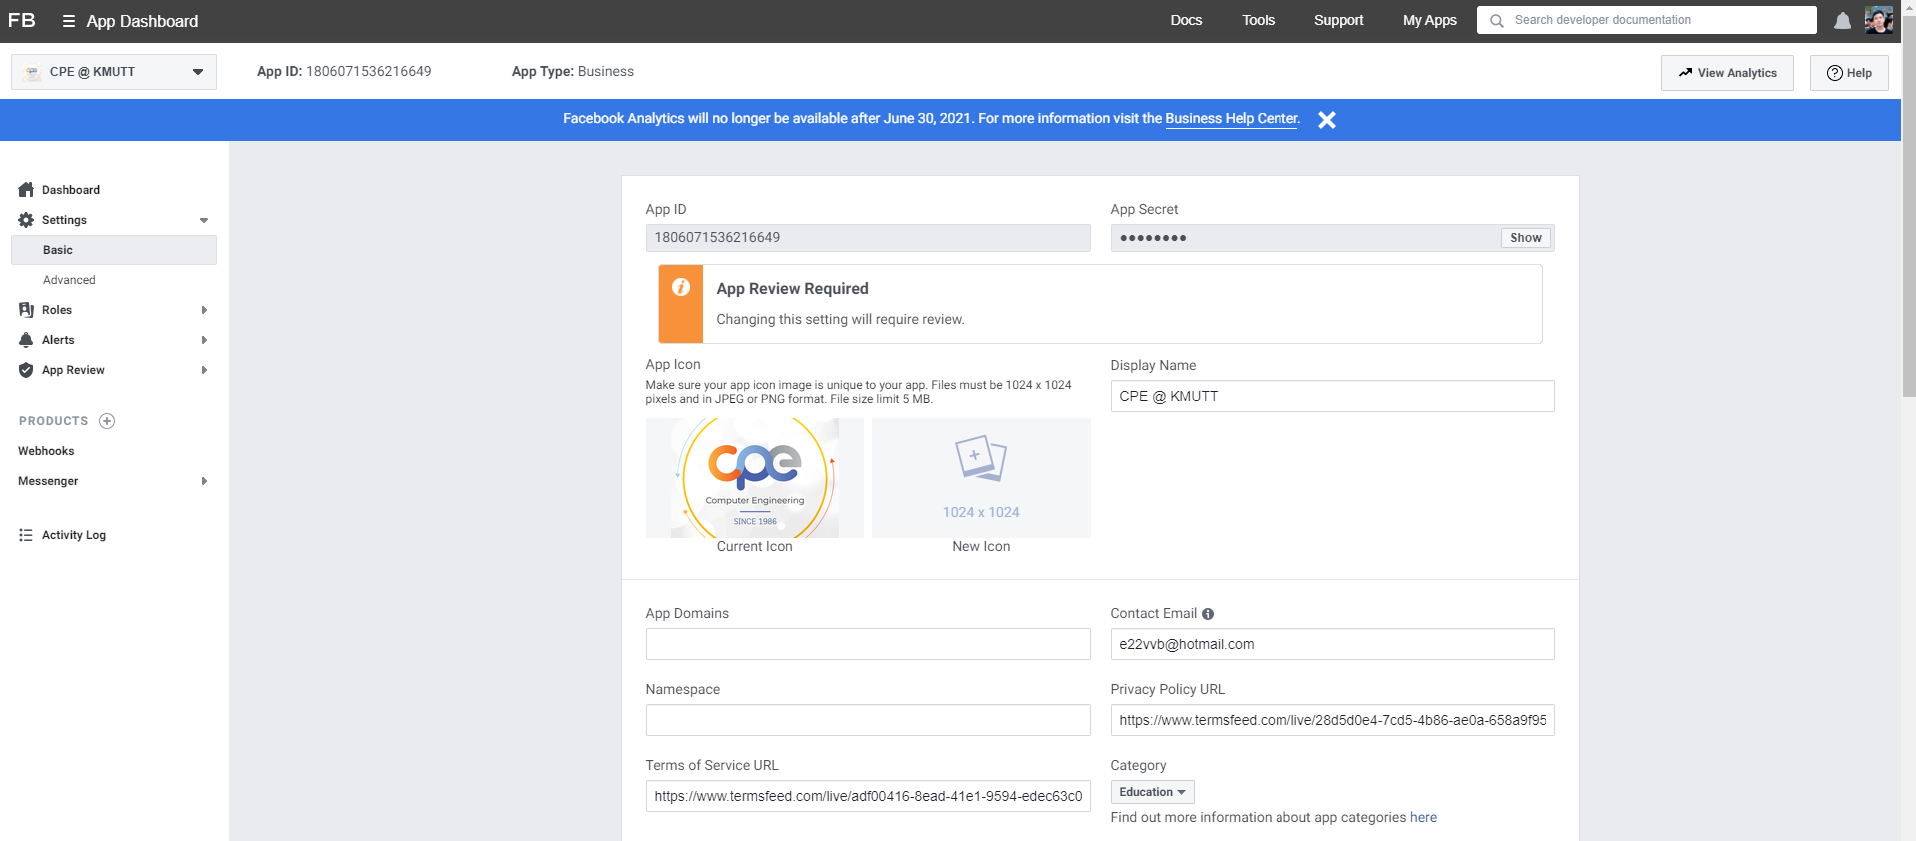 FB App Dashboard Docs Tools Support My Apps Search developer documentation
CPE @ KMUTT App ID: 1806071536216649 App Type: Business View Analytics Help
Facebook Analytics will no longer be available after June 30, 2021. For more information visit the Business Help Center.
Dashboard
Settings
Basic
Advanced
Roles
Alerts
App Review
PRODUCTS
Webhooks
Messenger
Activity Log
App ID
1806071536216649
App Secret
●●●●●●●● Show
App Review Required
Changing this setting will require review.
App Icon
Make sure your app icon image is unique to your app. Files must be 1024 x 1024
pixels and in JPEG or PNG format. File size limit 5 MB.
cpe
Computer Engineering
SINCE 1986
Current Icon
1024 x 1024
New Icon
Display Name
CPE @ KMUTT
App Domains
Contact Email
e22vvb@hotmail.com
Namespace
Privacy Policy URL
https://www.termsfeed.com/live/28d5d0e4-7cd5-4b86-ae0a-658a9f95
Terms of Service URL
https://www.termsfeed.com/live/adf00416-8ead-41e1-9594-edec63c0
Category
Education
Find out more information about app categories here